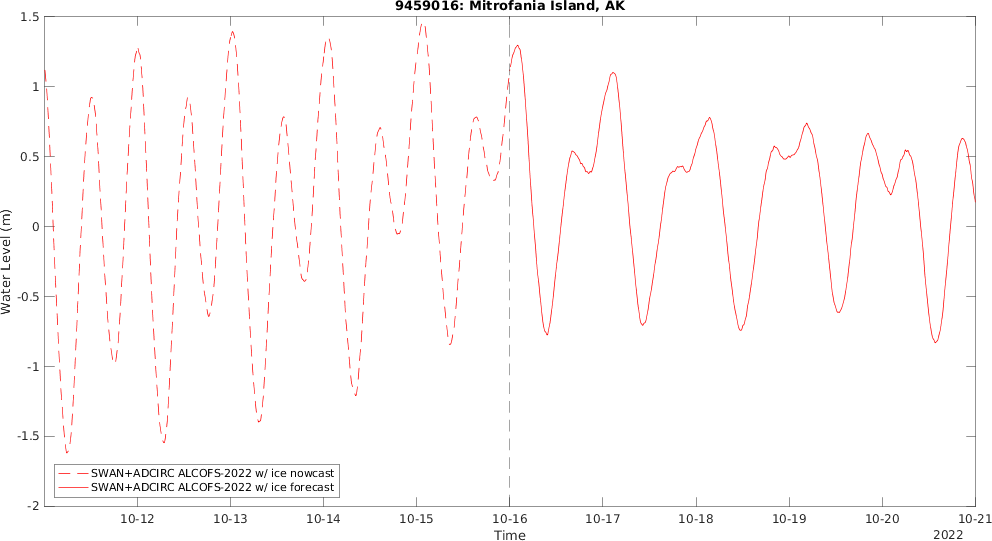 9459016: Mitrofania Island, AK
1.5
1
0.5
0
-0.5
-1
-1.5
-2
Water Level (m)
SWAN+ADCIRC ALCOFS-2022 w/ ice nowcast
SWAN+ADCIRC ALCOFS-2022 w/ ice forecast
10-12 10-13 10-14 10-15 10-16 10-17 10-18 10-19 10-20 10-21
Time
2022